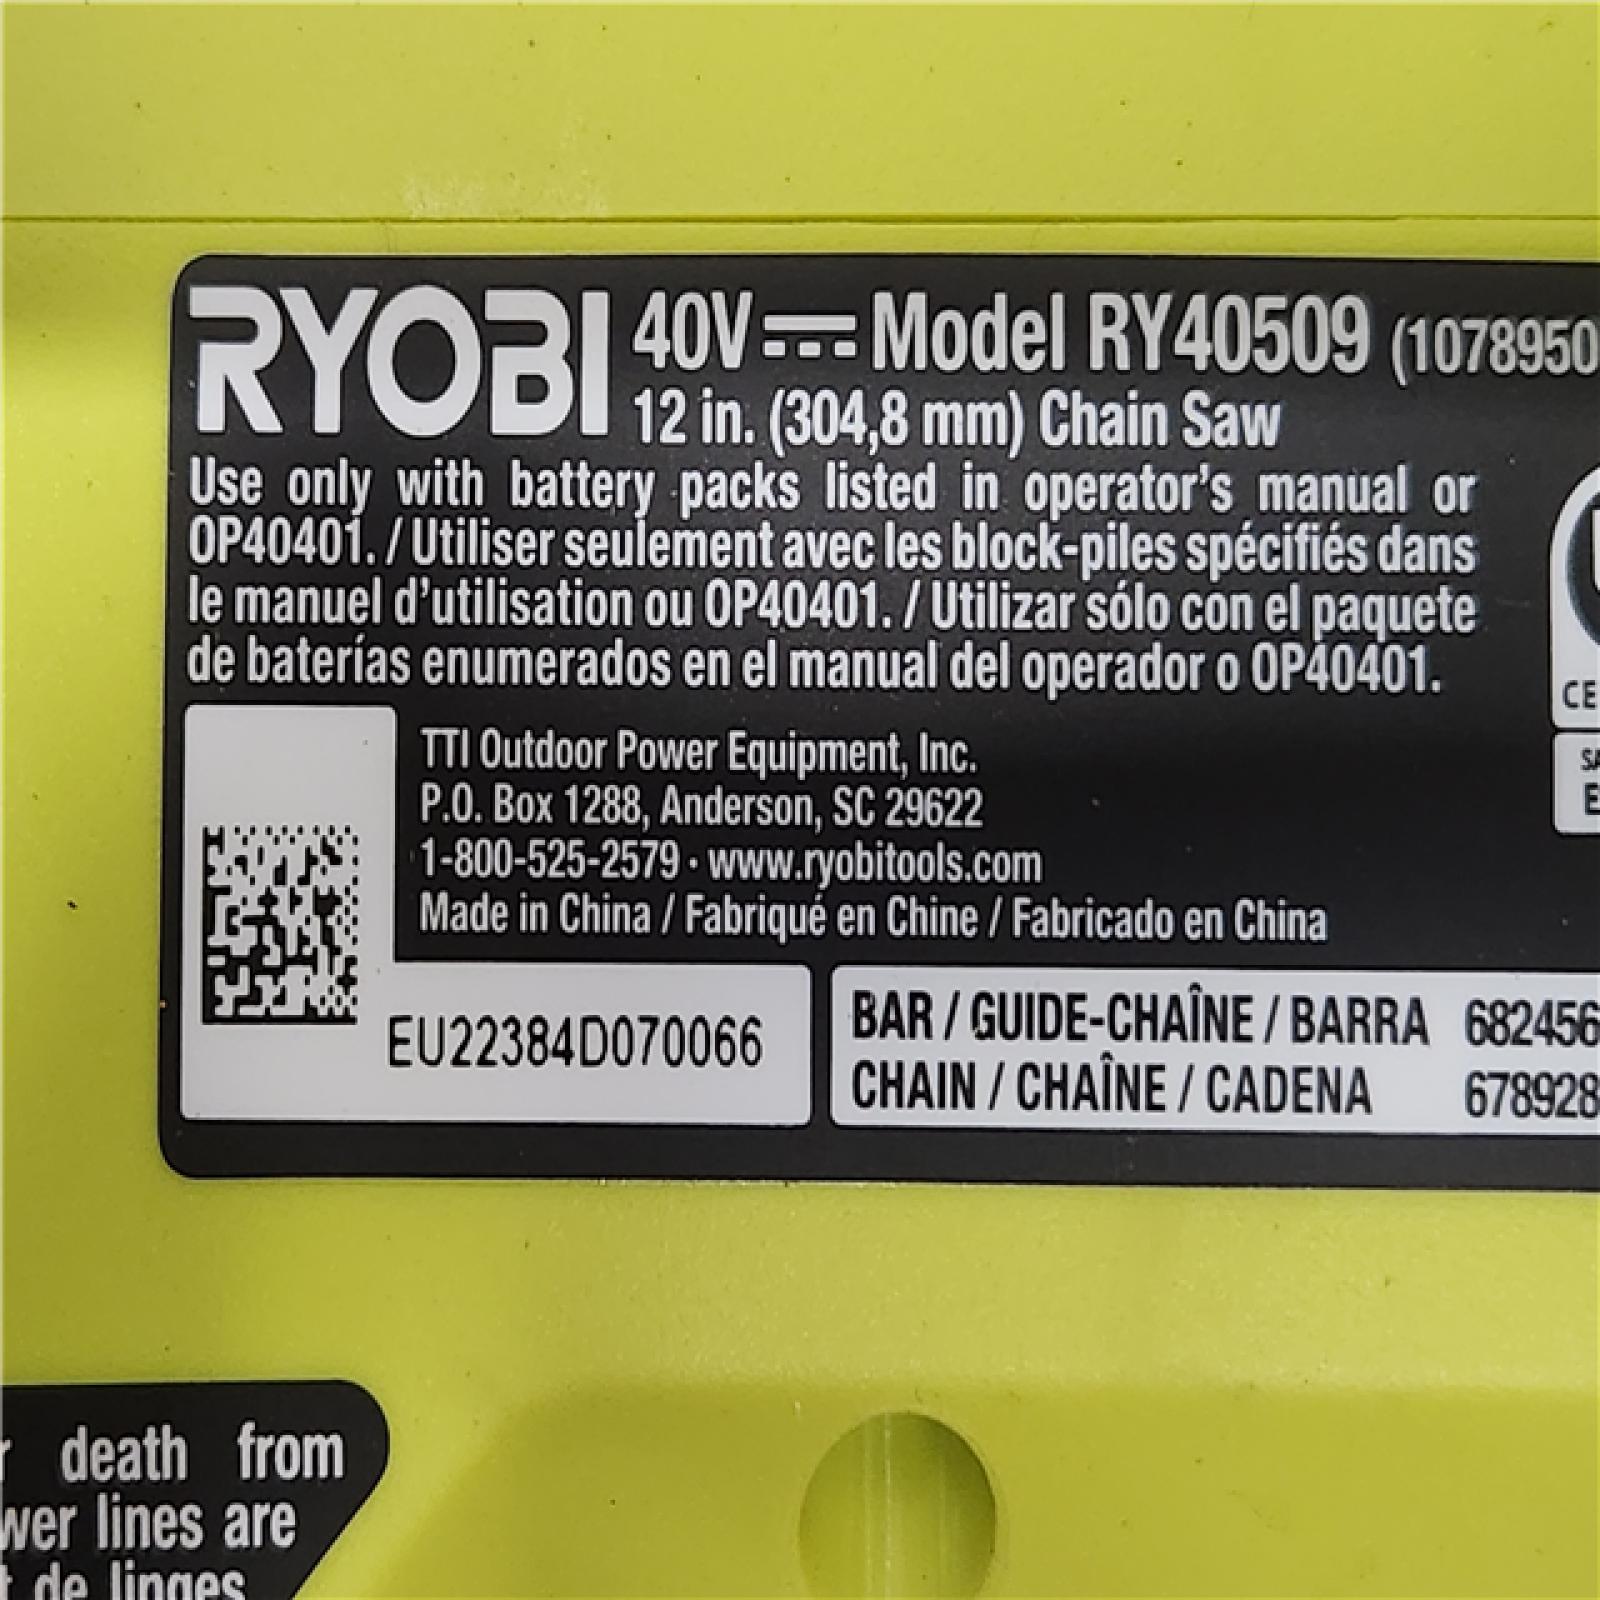 RYOBI 40V Model RY40509 (1078950
12 in. (304,8 mm) Chain Saw
Use only with battery packs listed in operator's manual or
OP40401. / Utiliser seulement avec les block-piles spécifiés dans
le manuel d'utilisation ou OP40401. / Utilizar sólo con el paquete
de baterías enumerados en el manual del operador o OP40401.
TTI Outdoor Power Equipment, Inc.
P.O. Box 1288, Anderson, SC 29622
1-800-525-2579 · www.ryobitools.com
Made in China / Fabriqué en Chine / Fabricado en China
EU22384D070066
BAR / GUIDE-CHAÎNE / BARRA 682456
CHAIN / CHAÎNE / CADENA 678928
CE
SA
E
death from
wer lines are
de linges